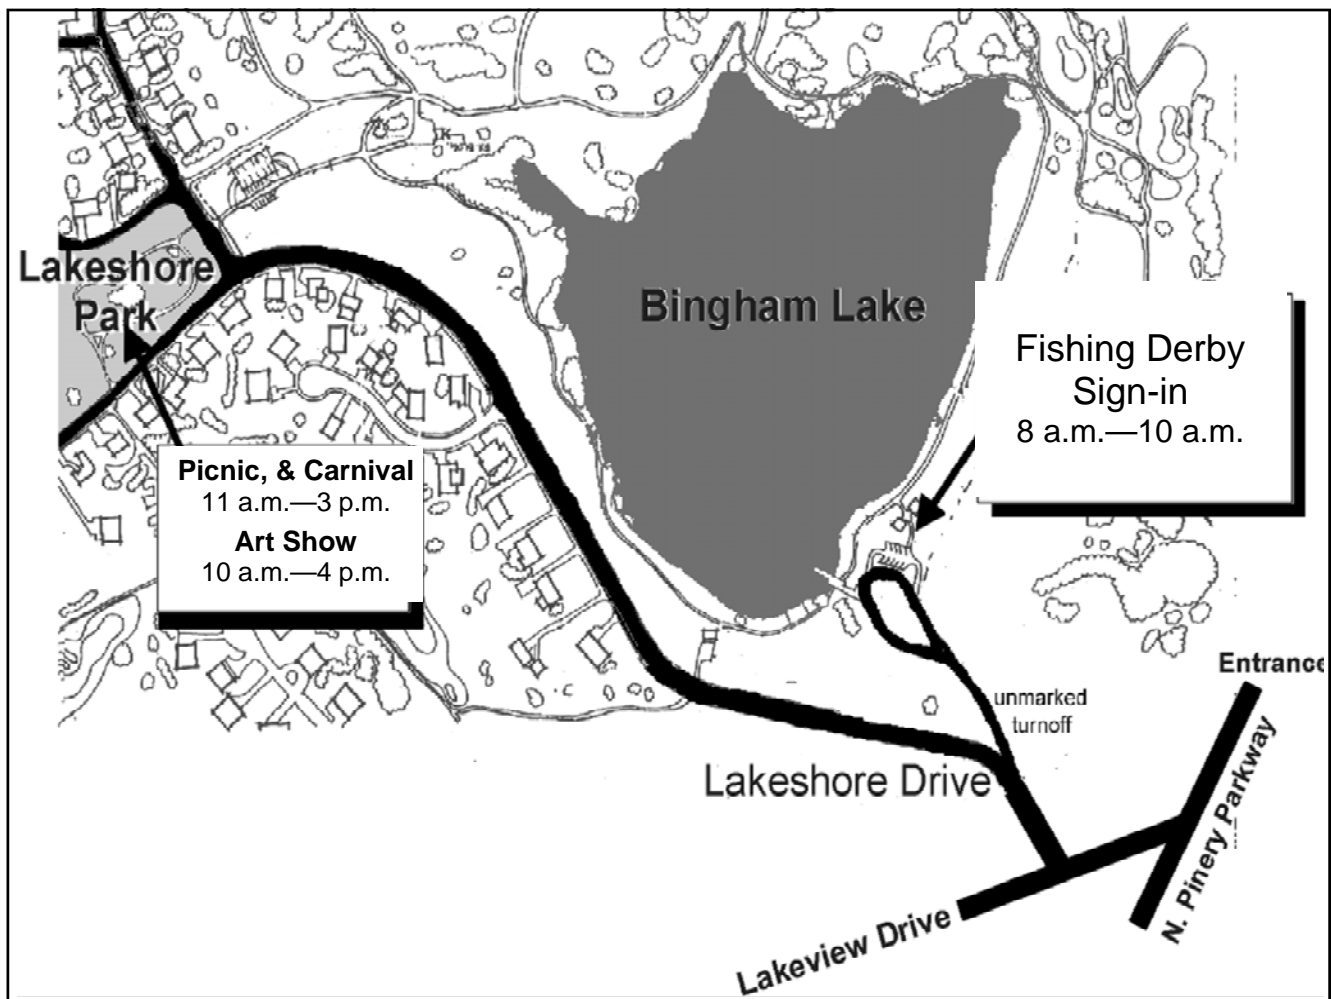 Lakeshore
Park
Bingham Lake
Fishing Derby
Sign-in
8 a.m.—10 a.m.
Picnic, & Carnival
11 a.m.—3 p.m.
Art Show
10 a.m.—4 p.m.
Entrance
unmarked
turnoff
Lakeshore Drive
N. Pinery Parkway
Lakeview Drive